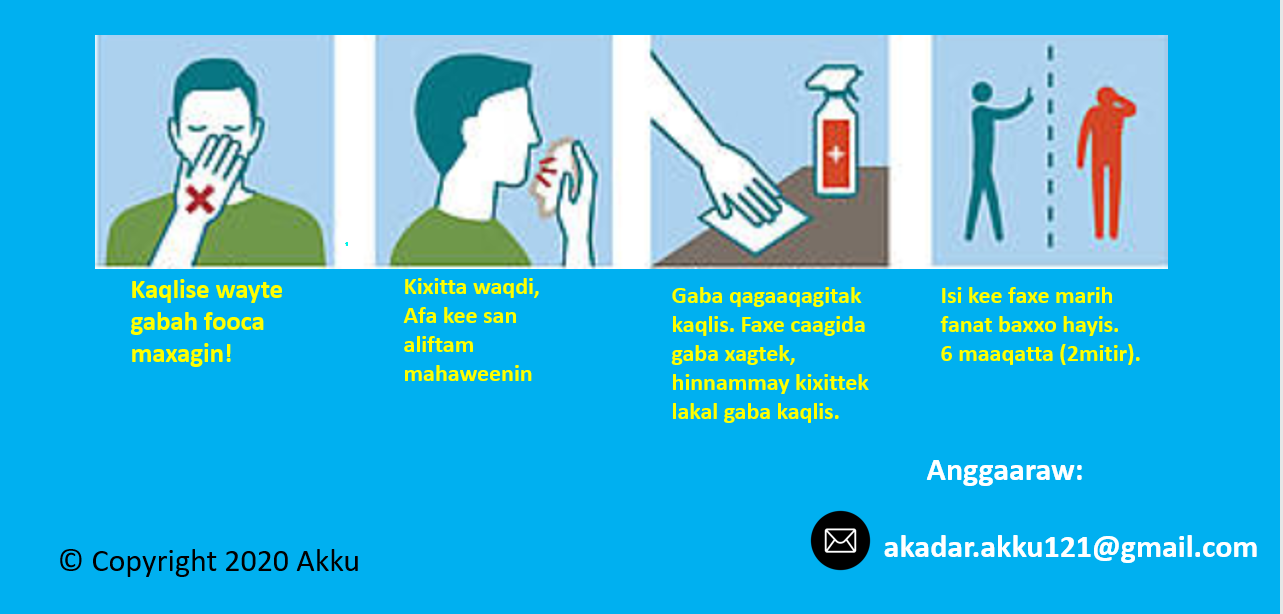 Kaqlise wayte
gabah fooca
maxagin!
Kixitta waqdi,
Afa kee san
aliftam
mahaweenin
Gaba qagaaqagitak
kaqlis. Faxe caagida
gaba xagtek,
hinnammay kixittek
lakal gaba kaqlis.
Isi kee faxe marih
fanat baxxo hayis.
6 maaqatta (2mitir).
Anggaaraw:
akadar.akku121@gmail.com
© Copyright 2020 Akku